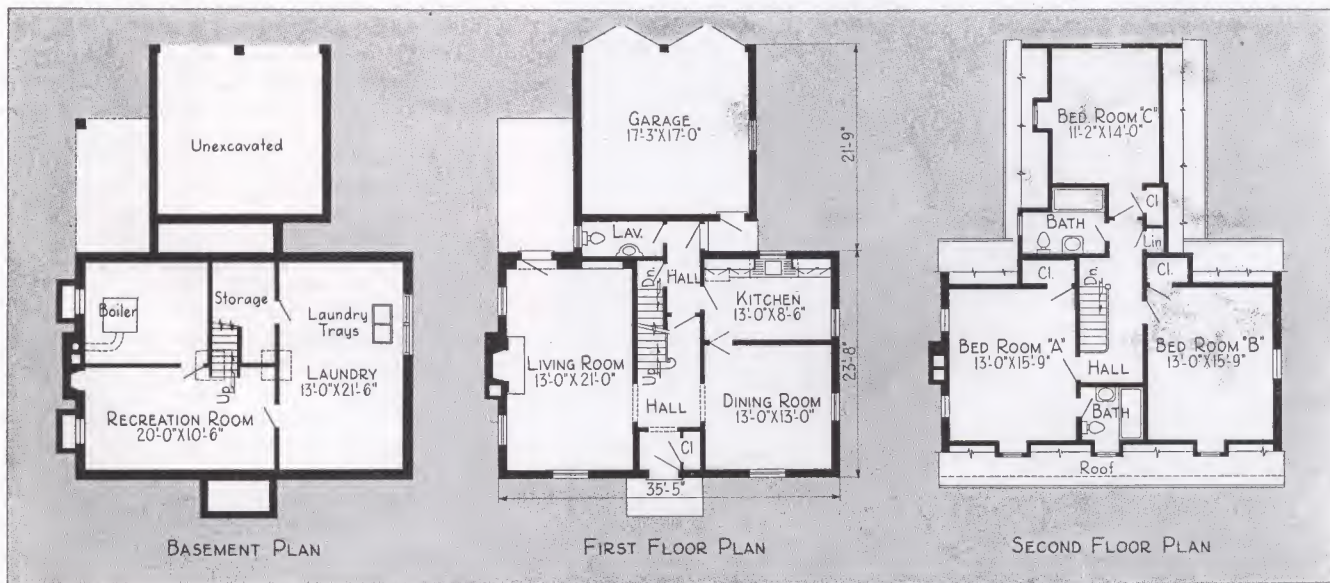 Unexcavated
Boiler
Storage
Laundry
Trays
LAUNDRY
13'-0"X21'-6"
Up
RECREATION ROOM
20'-0"X10'-6"
BASEMENT PLAN
GARAGE
17'-3"X17'-0"
21'-9"
LAV.
Dn.
HALL
KITCHEN
13'-0"X8'-6"
LIVING ROOM
13'-0"X21'-0"
Up
HALL
DINING ROOM
13'-0"X13'-0"
23'-8"
Cl
35'-5"
FIRST FLOOR PLAN
BED ROOM "C"
11'-2"X14'-0"
Cl
BATH
Lin
Cl.
Dn.
Cl.
BED ROOM "A"
13'-0"X15'-9"
HALL
BED ROOM "B"
13'-0"X15'-9"
BATH
Roof
SECOND FLOOR PLAN